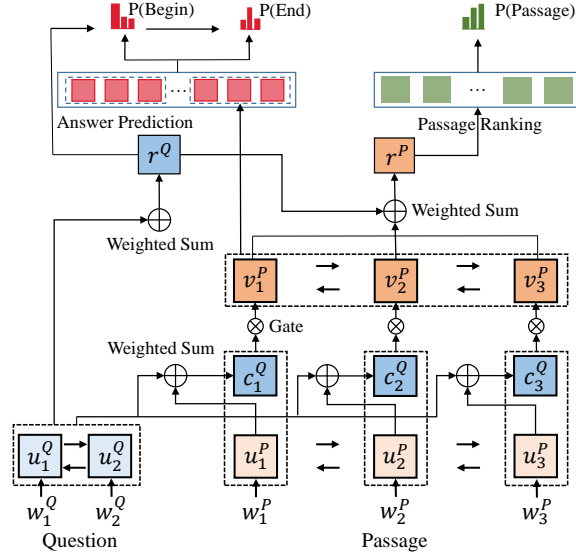 P(Begin) P(End) P(Passage)
... ...
Answer Prediction Passage Ranking
r^Q r^P
Weighted Sum
Weighted Sum
v_1^P v_2^P v_3^P
Gate
Weighted Sum
c_1^Q c_2^Q c_3^Q
u_1^Q u_2^Q u_1^P u_2^P u_3^P
w_1^Q w_2^Q w_1^P w_2^P w_3^P
Question Passage